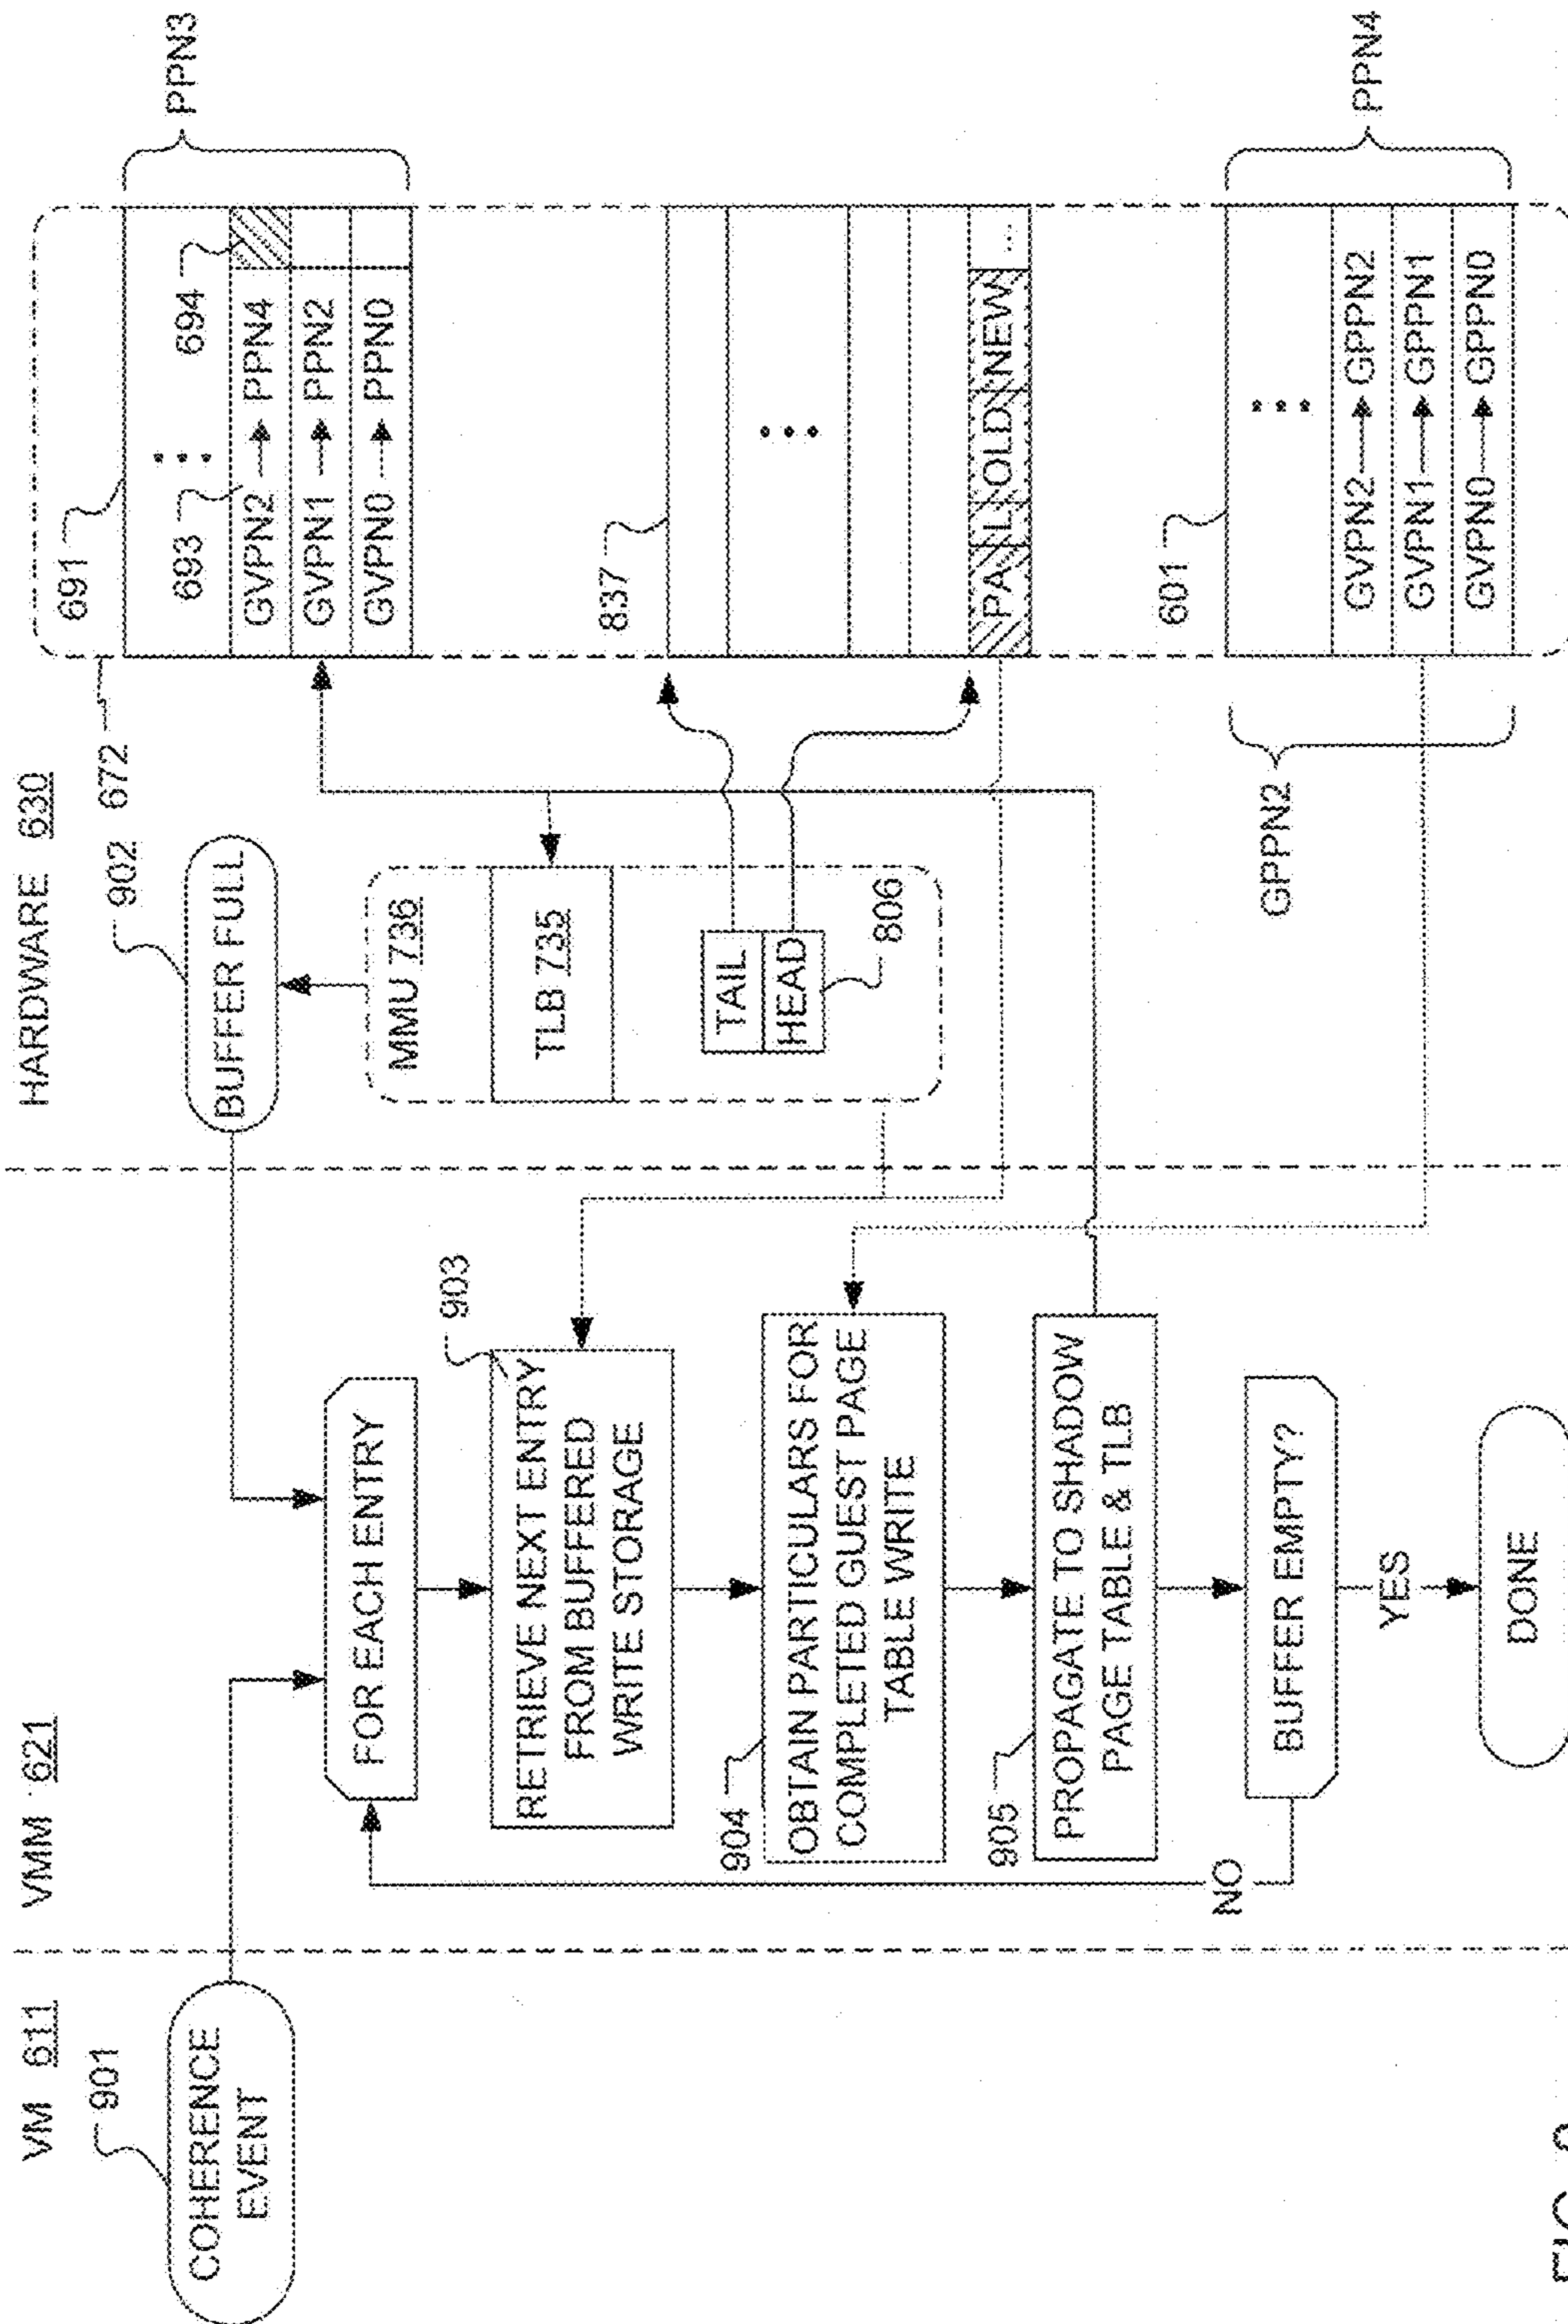 VM 611
VMM 621
HARDWARE 630
901
COHERENCE
EVENT
902
BUFFER FULL
672
FOR EACH ENTRY
903
RETRIEVE NEXT ENTRY
FROM BUFFERED
WRITE STORAGE
904
OBTAIN PARTICULARS FOR
COMPLETED GUEST PAGE
TABLE WRITE
905
PROPAGATE TO SHADOW
PAGE TABLE & TLB
BUFFER EMPTY?
NO
YES
DONE
MMU 736
TLB 735
TAIL
HEAD
806
691
693
694
GVPN2 → PPN4
GVPN1 → PPN2
GVPN0 → PPN0
PPN3
837
PA L OLD NEW ...
601
GVPN2 → GPPN2
GVPN1 → GPPN1
GVPN0 → GPPN0
GPPN2
PPN4
FIG. 9